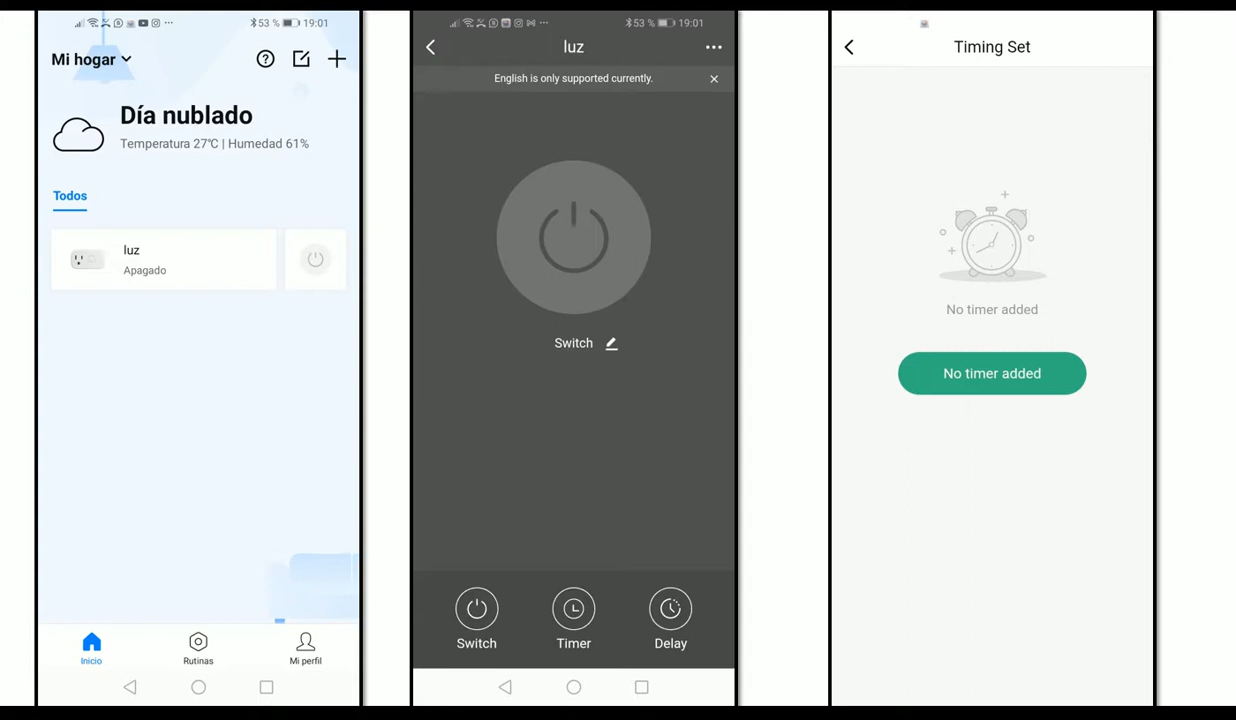 53 % 19:01
Mi hogar
Día nublado
Temperatura 27℃ | Humedad 61%
Todos
luz
Apagado
Inicio
Rutinas
Mi perfil
53 % 19:01
luz
English is only supported currently.
Switch
Switch
Timer
Delay
Timing Set
No timer added
No timer added